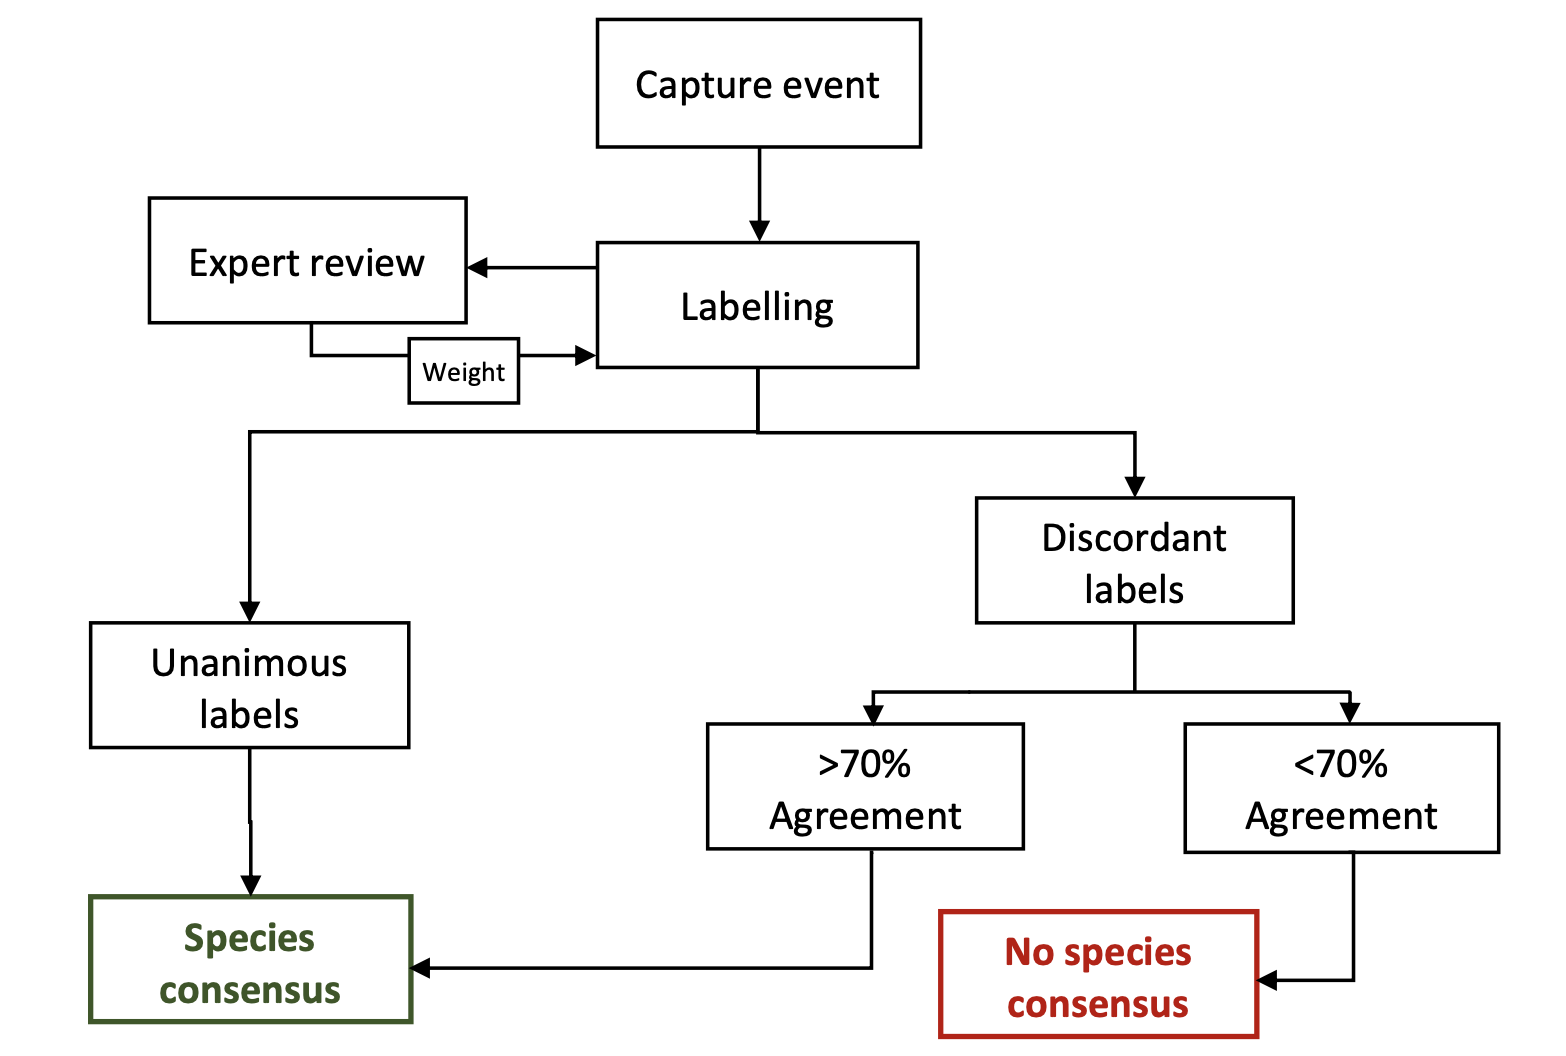 Capture event
Expert review
Labelling
Weight
Discordant
labels
Unanimous
labels
>70%
Agreement
<70%
Agreement
Species
consensus
No species
consensus